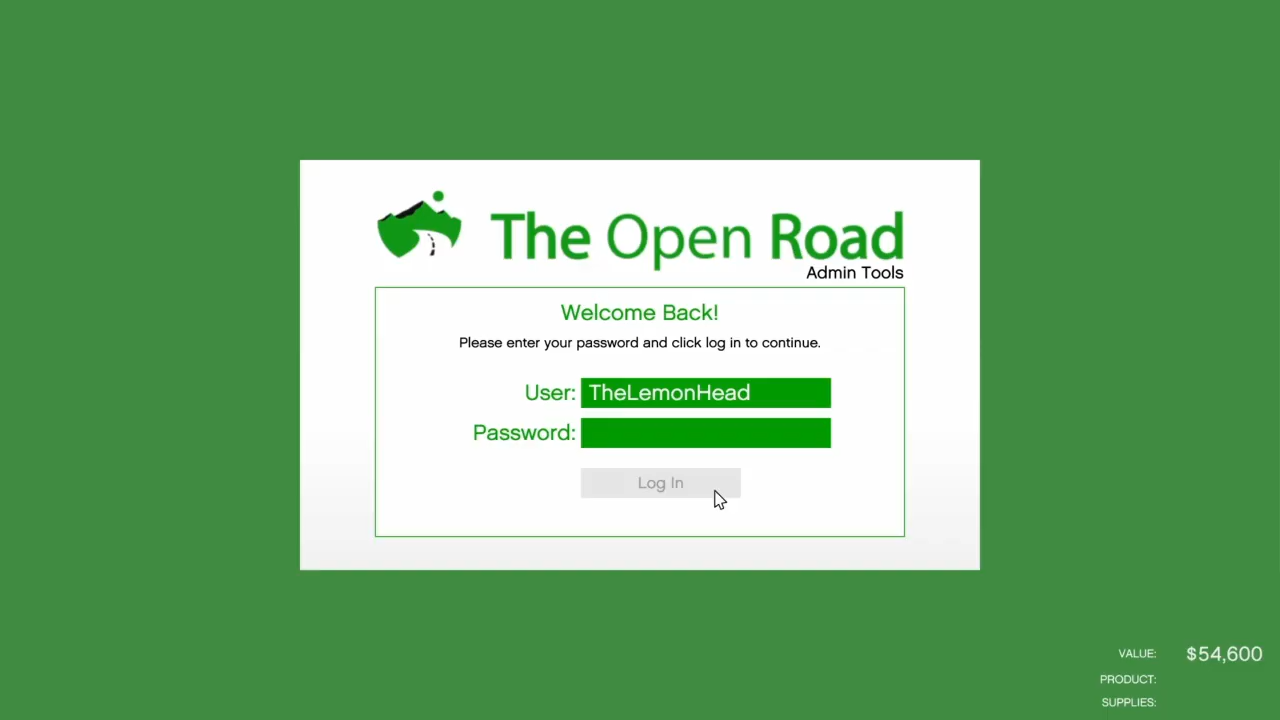 The Open Road
Admin Tools
Welcome Back!
Please enter your password and click log in to continue.
User: TheLemonHead
Password:
Log In
VALUE: $54,600
PRODUCT:
SUPPLIES: